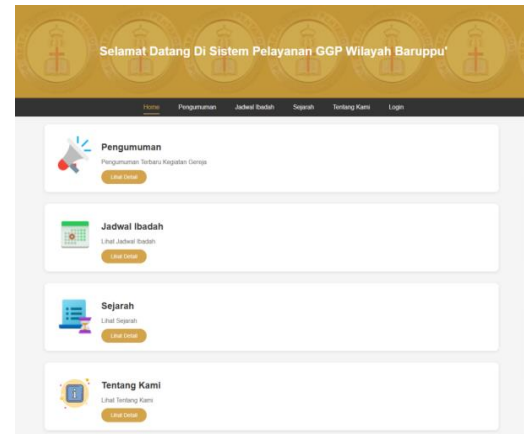 Selamat Datang Di Sistem Pelayanan GGP Wilayah Baruppu'
Home Pengumuman Jadwal Ibadah Sejarah Tentang Kami Login
Pengumuman
Pengumuman Terbaru Kegiatan Gereja
Lihat Detail
Jadwal Ibadah
Lihat Jadwal Ibadah
Lihat Detail
Sejarah
Lihat Sejarah
Lihat Detail
Tentang Kami
Lihat Tentang Kami
Lihat Detail